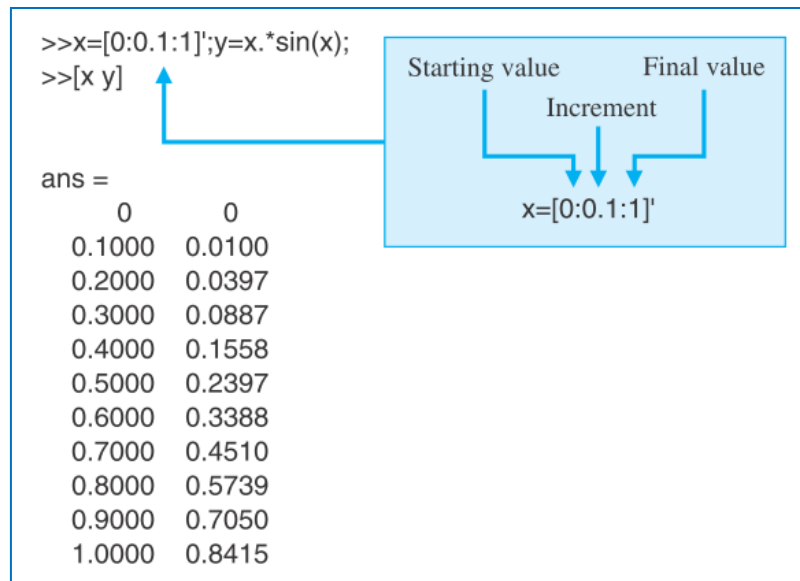 >>x=[0:0.1:1]';y=x.*sin(x);
>>[x y]
Starting value
Final value
Increment
x=[0:0.1:1]'
ans =
0 0
0.1000 0.0100
0.2000 0.0397
0.3000 0.0887
0.4000 0.1558
0.5000 0.2397
0.6000 0.3388
0.7000 0.4510
0.8000 0.5739
0.9000 0.7050
1.0000 0.8415